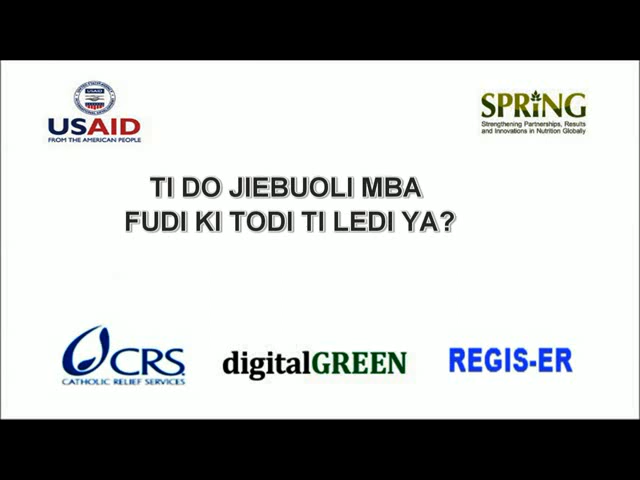 USAID
FROM THE AMERICAN PEOPLE
SPRING
Strengthening Partnerships, Results
and Innovations in Nutrition Globally
TI DO JIEBUOLI MBA
FUDI KI TODI TI LEDI YA?
CRS
CATHOLIC RELIEF SERVICES
digitalGREEN
REGIS-ER